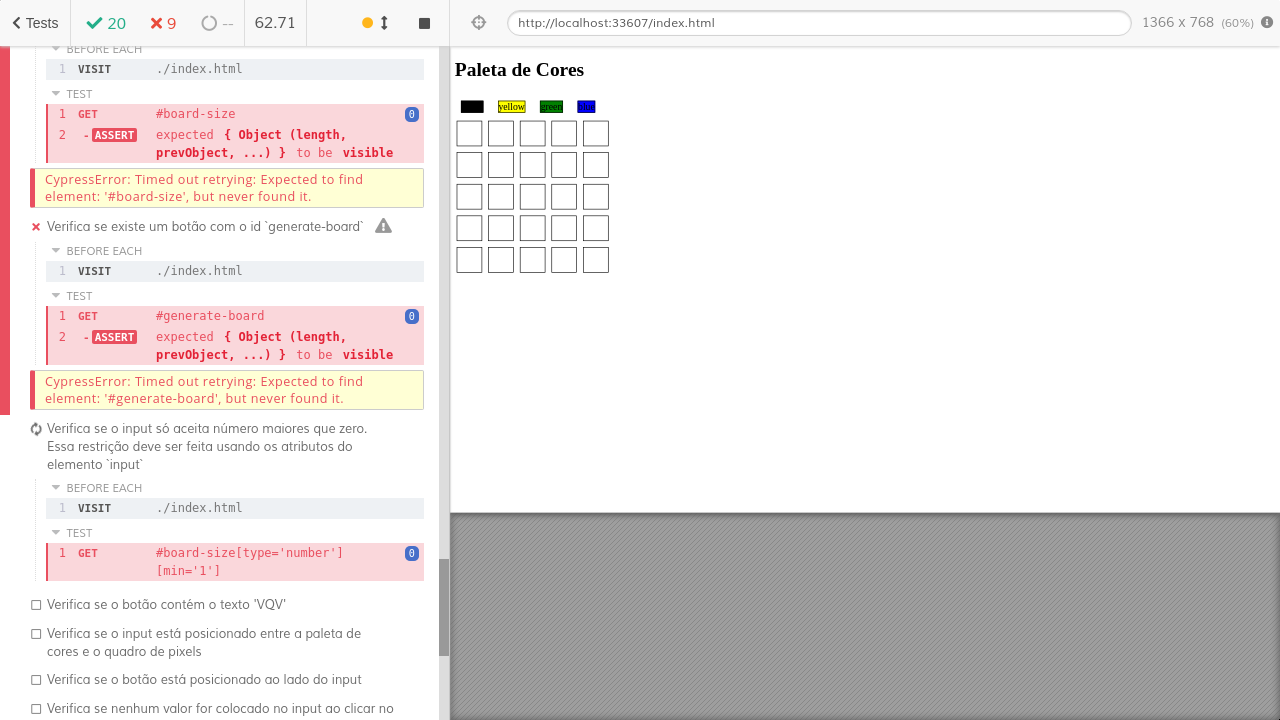 Tests
20
9
--
62.71
http://localhost:33607/index.html
1366 x 768 (60%)
BEFORE EACH
1 VISIT ./index.html
TEST
1 GET #board-size 0
2 -ASSERT expected { Object (length,
prevObject, ...) } to be visible
CypressError: Timed out retrying: Expected to find
element: '#board-size', but never found it.
Verifica se existe um botão com o id `generate-board`
BEFORE EACH
1 VISIT ./index.html
TEST
1 GET #generate-board 0
2 -ASSERT expected { Object (length,
prevObject, ...) } to be visible
CypressError: Timed out retrying: Expected to find
element: '#generate-board', but never found it.
Verifica se o input só aceita número maiores que zero.
Essa restrição deve ser feita usando os atributos do
elemento `input`
BEFORE EACH
1 VISIT ./index.html
TEST
1 GET #board-size[type='number'] 0
[min='1']
Verifica se o botão contém o texto 'VQV'
Verifica se o input está posicionado entre a paleta de
cores e o quadro de pixels
Verifica se o botão está posicionado ao lado do input
Verifica se nenhum valor for colocado no input ao clicar no
Paleta de Cores
yellow green